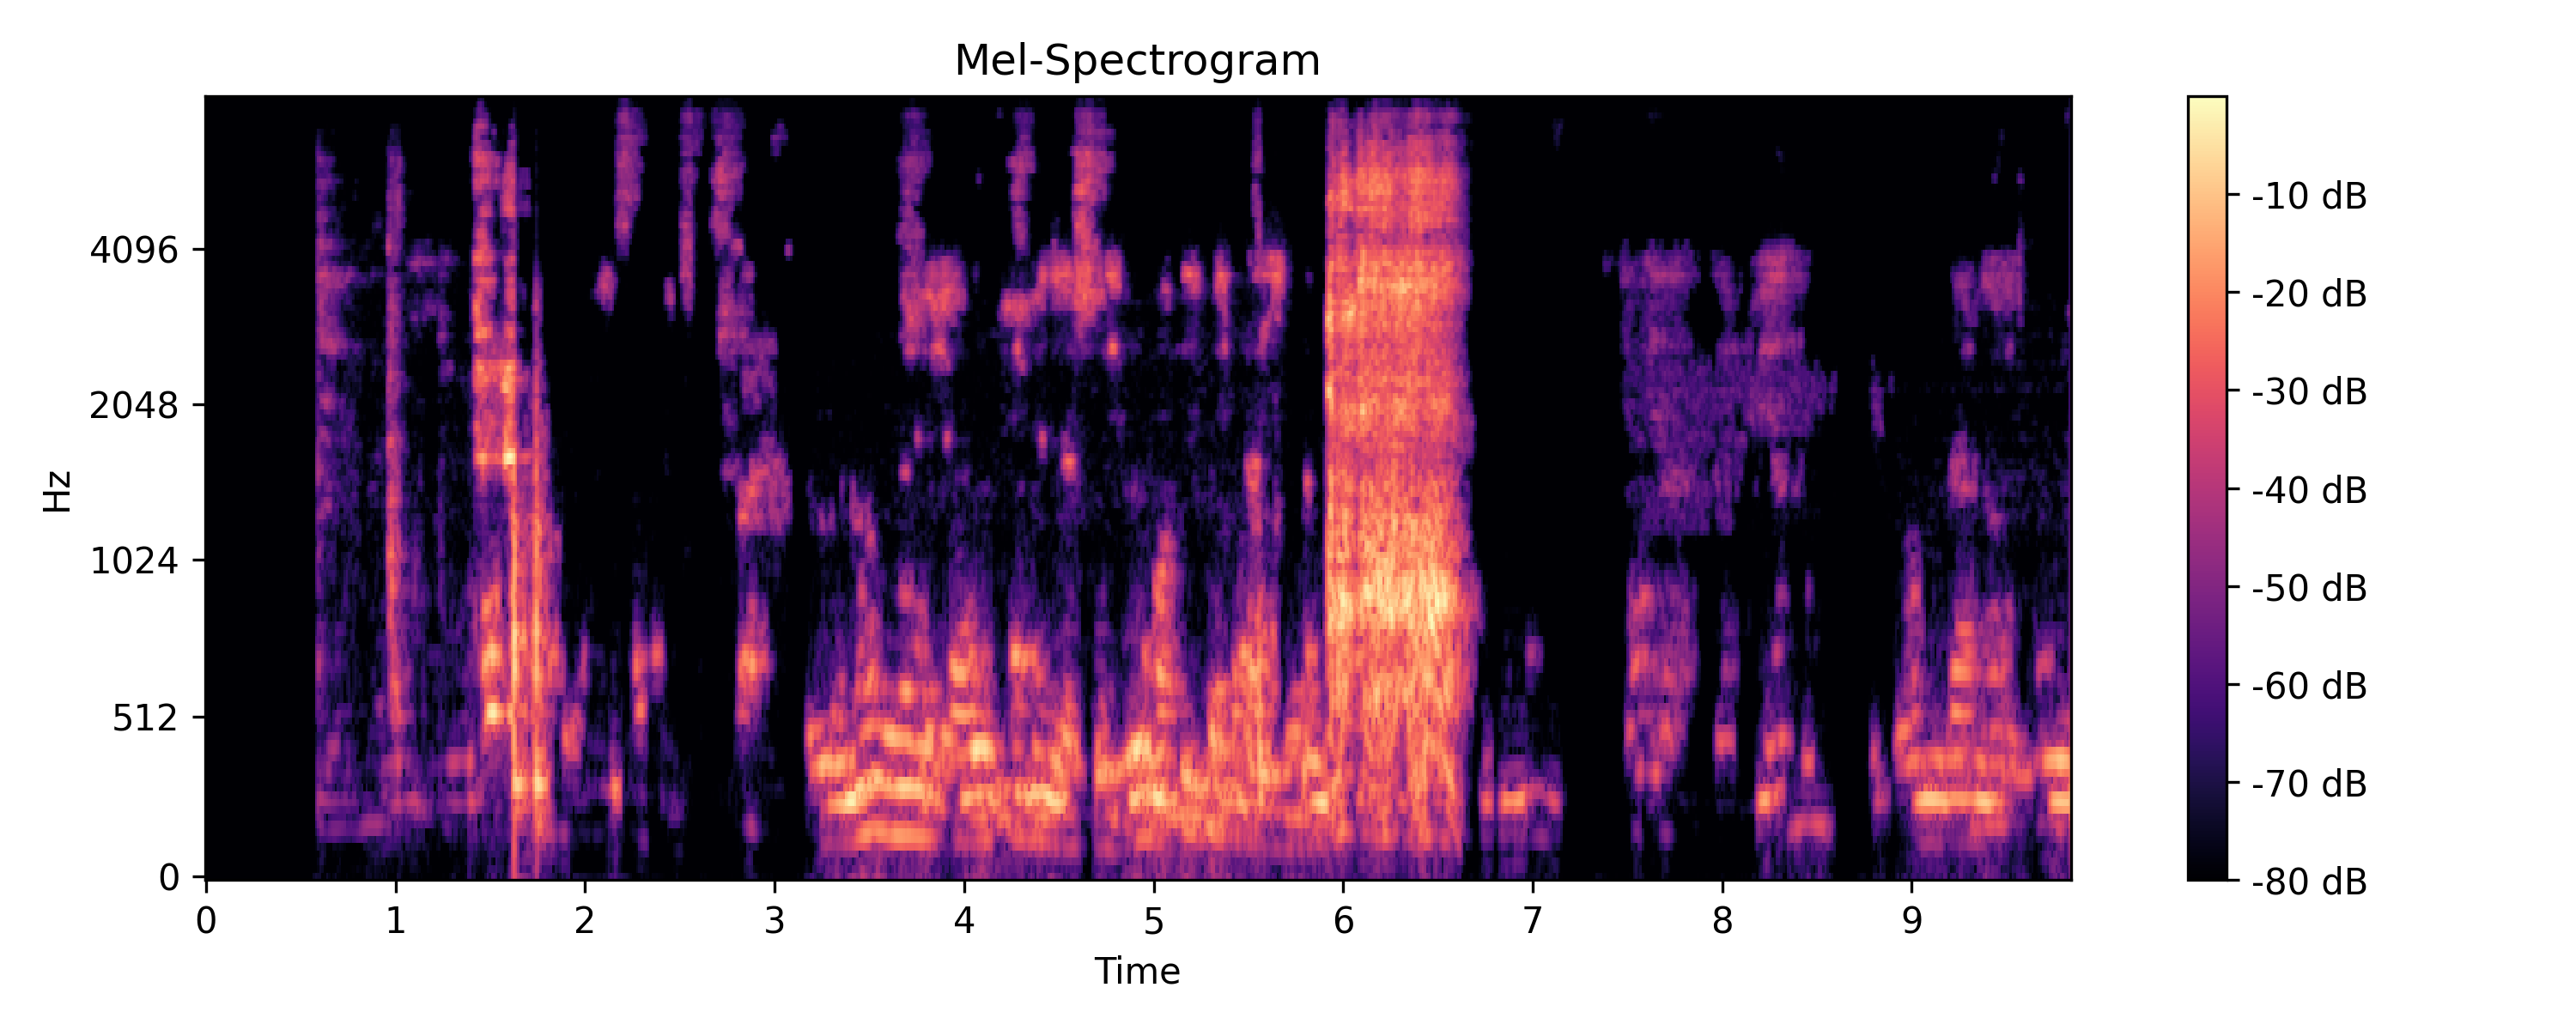 Mel-Spectrogram
Hz
4096
2048
1024
512
0
0 1 2 3 4 5 6 7 8 9
Time
-10 dB
-20 dB
-30 dB
-40 dB
-50 dB
-60 dB
-70 dB
-80 dB